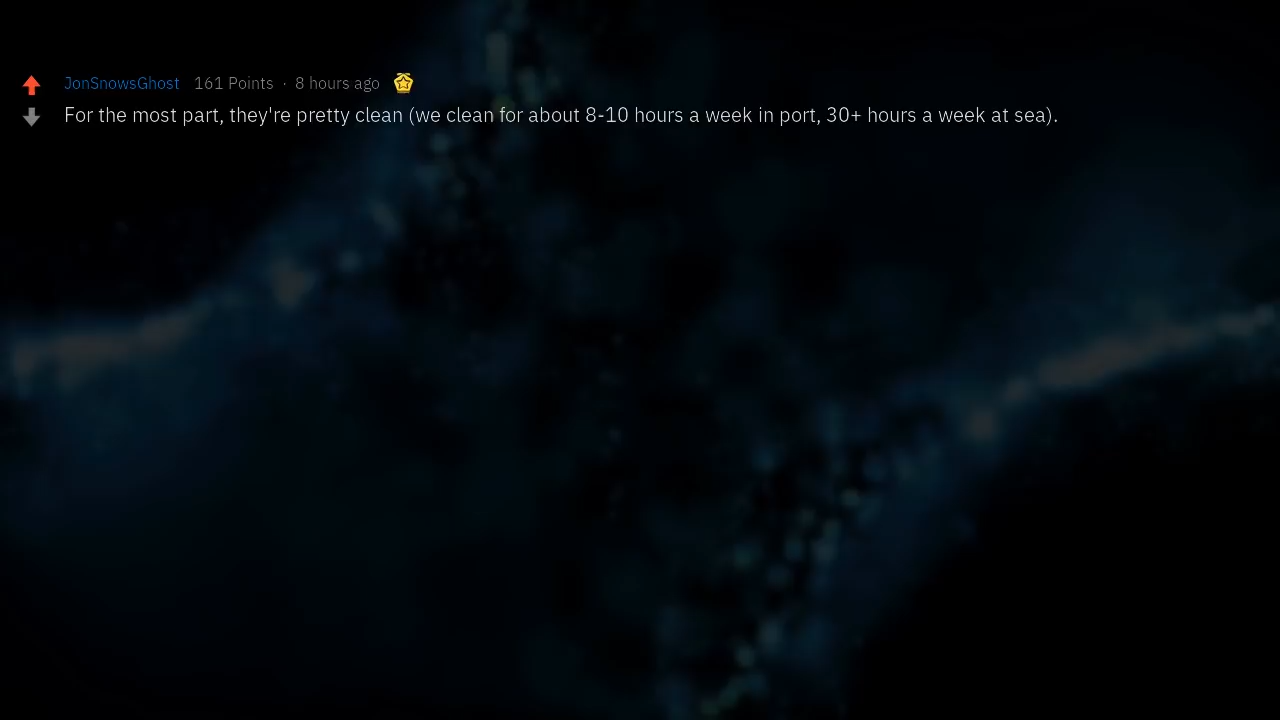 JonSnowsGhost 161 Points · 8 hours ago
For the most part, they're pretty clean (we clean for about 8-10 hours a week in port, 30+ hours a week at sea).